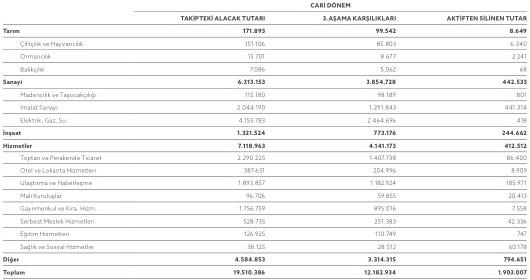 CARİ DÖNEM
TAKİPTEKİ ALACAK TUTARI 3.AŞAMA KARŞILIKLARI AKTİFTEN SİLİNEN TUTAR
Tarım 171.893 99.542 8.649
Çiftçilik ve Hayvancılık 151.106 85.803 6.340
Ormancılık 13.701 8.677 2.241
Balıkçılık 7.086 5.062 68
Sanayi 6.313.153 3.854.728 442.533
Madencilik ve Taşocakçılığı 115.180 98.189 801
İmalat Sanayi 2.044.190 1.291.843 441.314
Elektrik, Gaz, Su 4.153.783 2.464.696 418
İnşaat 1.321.524 773.176 244.662
Hizmetler 7.118.963 4.141.173 412.512
Toptan ve Perakende Ticaret 2.290.225 1.407.738 86.400
Otel ve Lokanta Hizmetleri 387.631 204.996 8.909
Ulaştırma ve Haberleşme 1.893.857 1.182.924 185.971
Mali Kuruluşlar 96.706 59.855 20.413
Gayrimenkul ve Kira. Hizm. 1.756.759 895.016 7.558
Serbest Meslek Hizmetleri 528.735 251.383 42.336
Eğitim Hizmetleri 126.925 110.749 747
Sağlık ve Sosyal Hizmetler 38.125 28.512 60.178
Diğer 4.584.853 3.314.315 794.651
Toplam 19.510.386 12.182.934 1.903.007